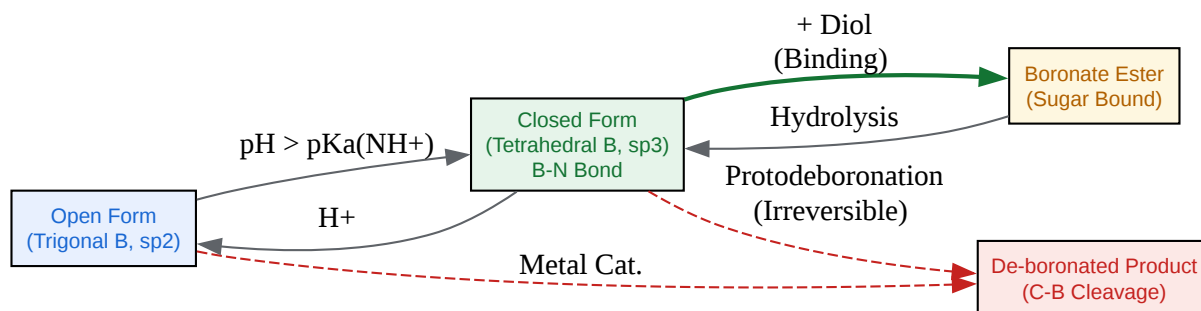 + Diol
(Binding)
Boronate Ester
(Sugar Bound)
Closed Form
(Tetrahedral B, sp3)
B-N Bond
Hydrolysis
pH > pKa(NH+)
Protodeboronation
(Irreversible)
Open Form
(Trigonal B, sp2)
H+
Metal Cat.
De-boronated Product
(C-B Cleavage)